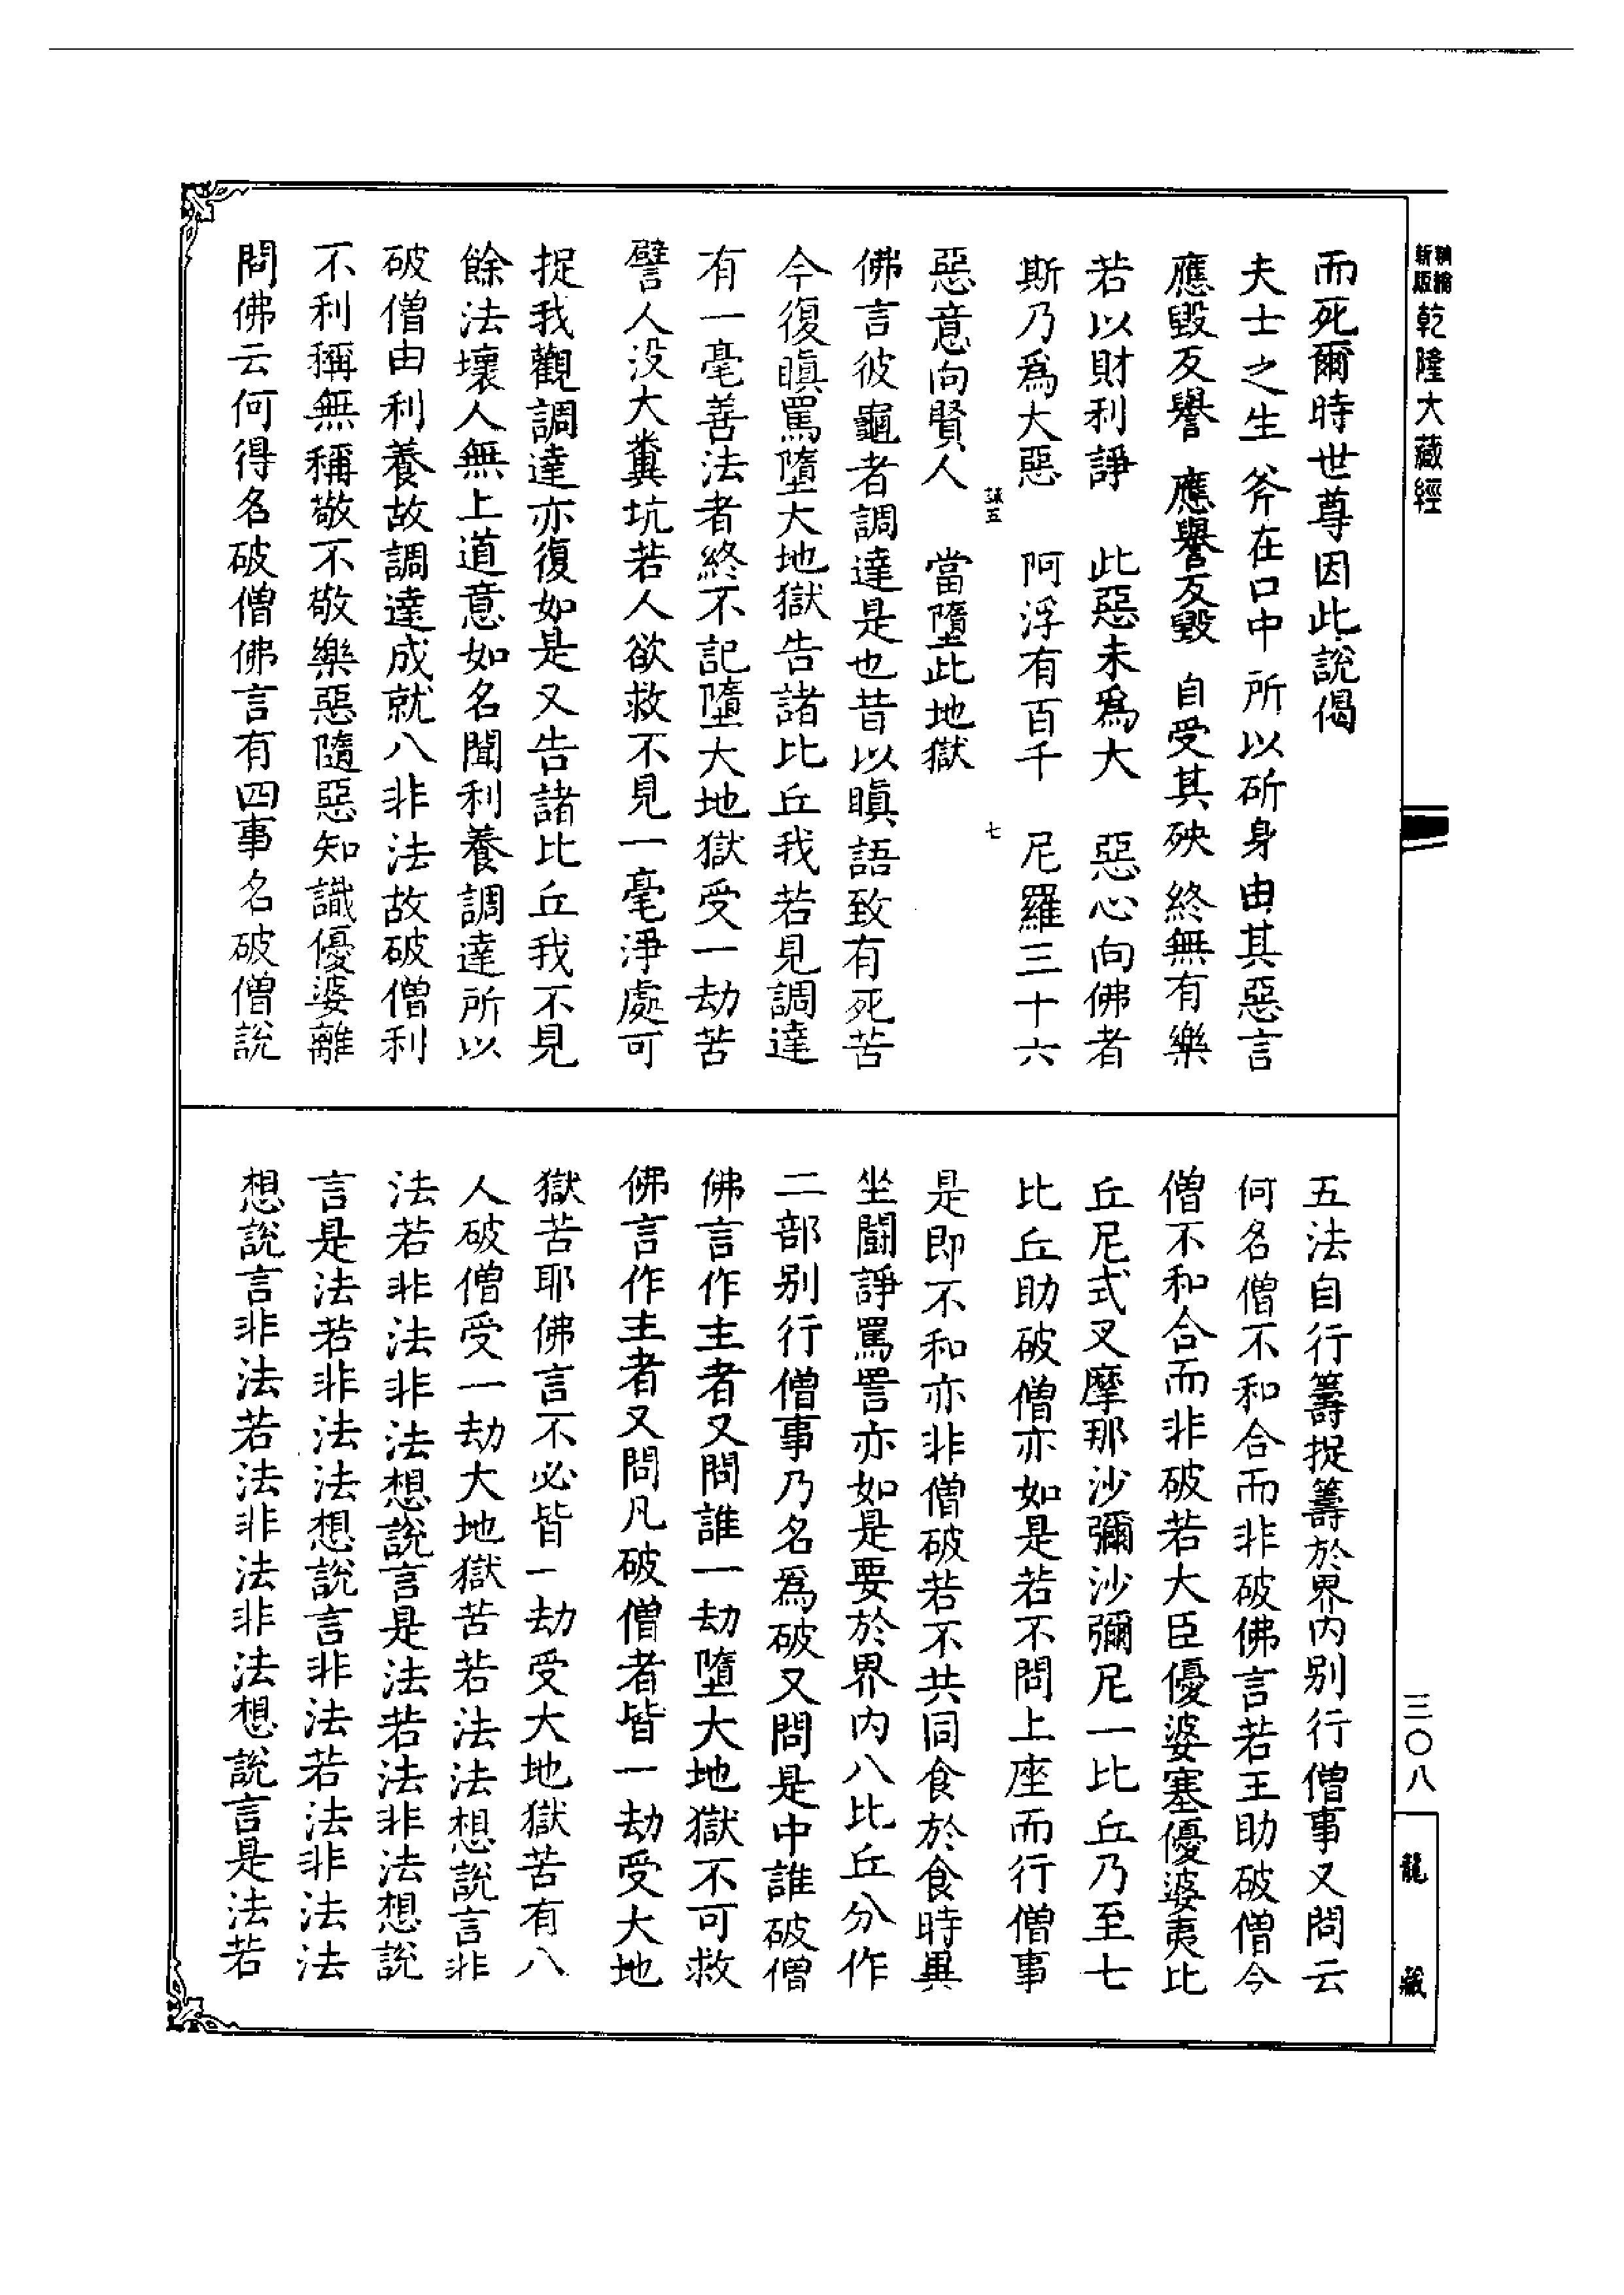 精繪
新版
乾隆大藏經
而死爾時世尊因此說偈
夫士之生 斧在口中 所以斫身 由其惡言
應毀反譽 應譽反毀 自受其殃 終無有樂
若以財利諍 此惡未為大 惡心向佛者
斯乃為大惡 阿浮有百千 尼羅三十六
七
惡意向賢人 當墮此地獄
佛言彼龜者調達是也昔以瞋語致有死苦
今復瞋罵墮大地獄告諸比丘我若見調達
有一毫善法者終不記墮大地獄受一劫苦
譬人没大糞坑若人欲救不見一毫淨處可
捉我觀調達亦復如是又告諸比丘我不見
餘法壞人無上道意如名聞利養調達所以
破僧由利養故調達成就八非法故破僧利
不利稱無稱敬不敬樂惡隨惡知識優婆離
問佛云何得名破僧佛言有四事名破僧說
五法自行籌捉籌於界內別行僧事又問云
何名僧不和合而非破佛言若王助破僧今
僧不和合而非破若大臣優婆塞優婆夷比
丘尼式叉摩那沙彌沙彌尼一比丘乃至七
比丘助破僧亦如是若不問上座而行僧事
是即不和亦非僧破若不共同食於食時異
坐鬪諍罵詈亦如是要於界內八比丘分作
二部別行僧事乃名爲破又問是中誰破僧
佛言作主者又問誰一劫墮大地獄不可救
佛言作主者又問凡破僧者皆一劫受大地
獄苦耶佛言不必皆一劫受大地獄苦有八
人破僧受一劫大地獄苦若法法想說言非
法若非法非法想說言是法若法非法想說
言是法若非法法想說言非法若法非法法
想說言非法若法非法非法想說言是法若
三〇八
龍藏